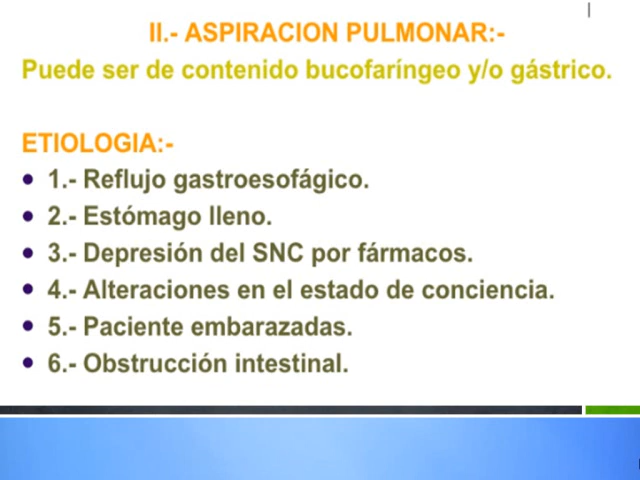 II.- ASPIRACION PULMONAR:-
Puede ser de contenido bucofaríngeo y/o gástrico.
ETIOLOGIA:-
• 1.- Reflujo gastroesofágico.
• 2.- Estómago lleno.
• 3.- Depresión del SNC por fármacos.
• 4.- Alteraciones en el estado de conciencia.
• 5.- Paciente embarazadas.
• 6.- Obstrucción intestinal.